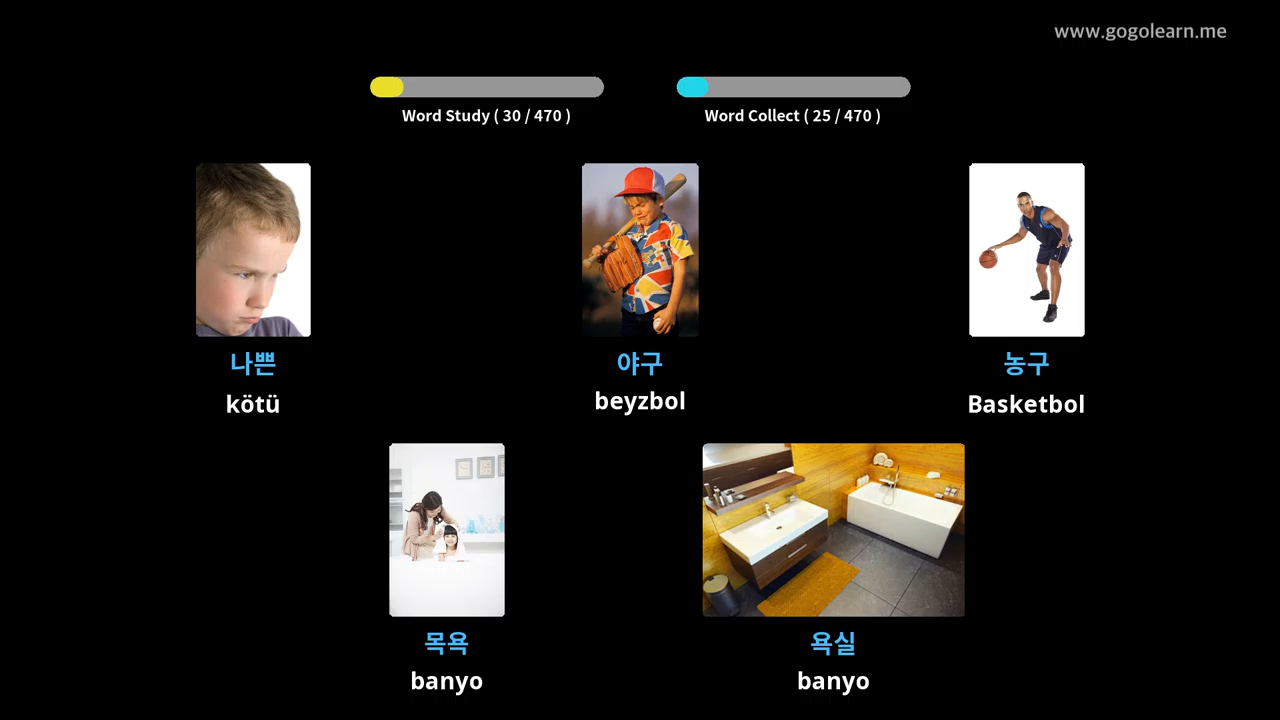 www.gogolearn.me
Word Study ( 30 / 470 )
Word Collect ( 25 / 470 )
나쁜
kötü
야구
beyzbol
농구
Basketbol
목욕
banyo
욕실
banyo